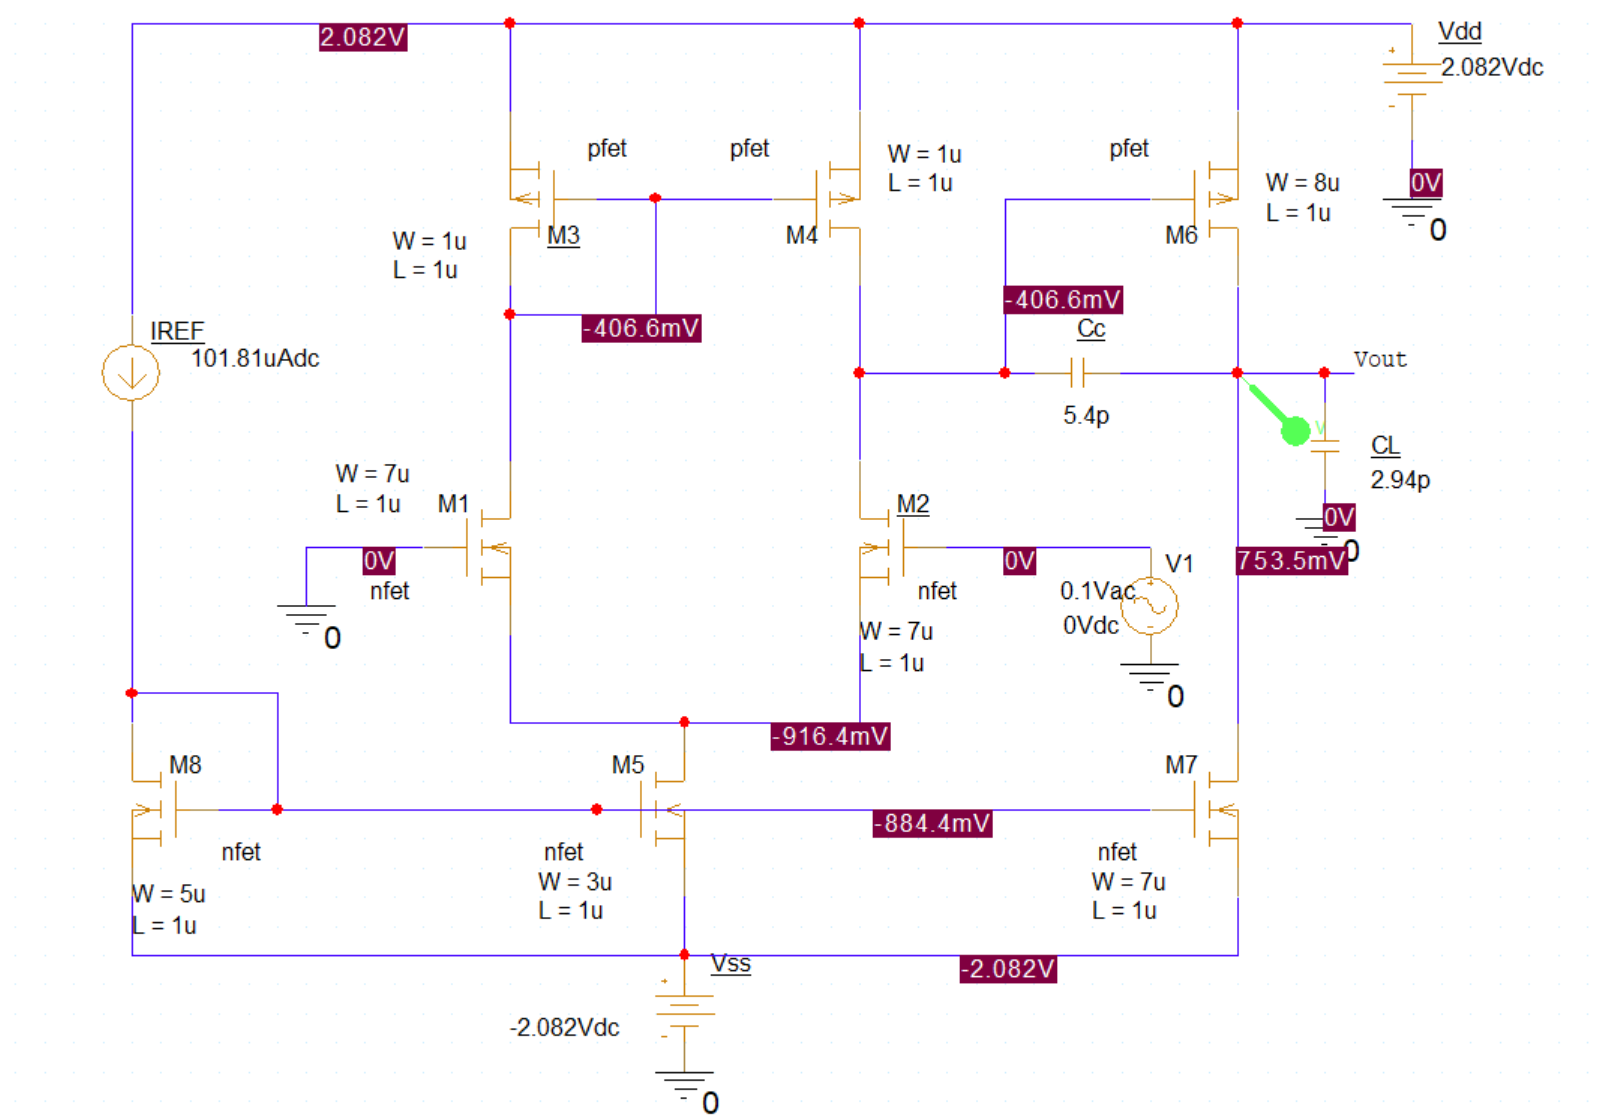 2.082V
Vdd
2.082Vdc
0V
0
pfet
M3
W = 1u
L = 1u
pfet
M4
W = 1u
L = 1u
pfet
M6
W = 8u
L = 1u
-406.6mV
-406.6mV
Cc
5.4p
IREF
101.81uAdc
Vout
V
CL
2.94p
0V
0
753.5mV
W = 7u
L = 1u
M1
0V
nfet
0
M2
nfet
W = 7u
L = 1u
0V
V1
0.1Vac
0Vdc
0
-916.4mV
M8
nfet
W = 5u
L = 1u
M5
nfet
W = 3u
L = 1u
-884.4mV
M7
nfet
W = 7u
L = 1u
Vss
-2.082V
-2.082Vdc
0